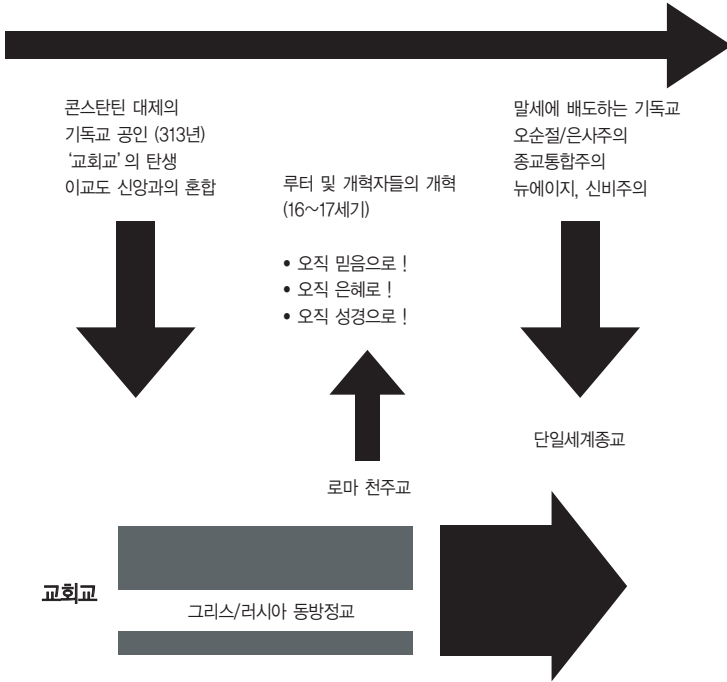 콘스탄틴 대제의
기독교 공인 (313년)
‘교회교’의 탄생
이교도 신앙과의 혼합
루터 및 개혁자들의 개혁
(16~17세기)
• 오직 믿음으로 !
• 오직 은혜로 !
• 오직 성경으로 !
말세에 배도하는 기독교
오순절/은사주의
종교통합주의
뉴에이지, 신비주의
단일세계종교
로마 천주교
교회교
그리스/러시아 동방정교